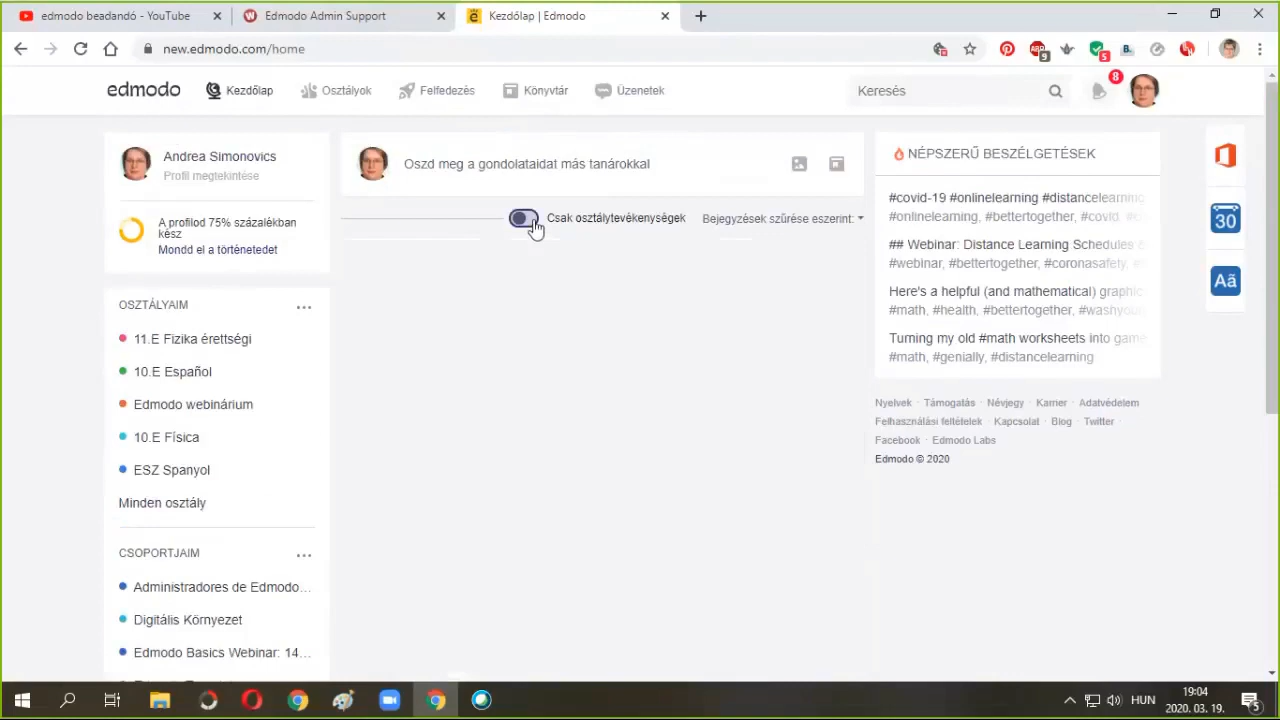 edmodo beadandó - YouTube
Edmodo Admin Support
Kezdőlap | Edmodo
new.edmodo.com/home
9
5
B.
edmodo
Kezdőlap
Osztályok
Felfedezés
Könyvtár
Üzenetek
Keresés
8
Andrea Simonovics
Profil megtekintése
A profilod 75% százalékban
kész
Mondd el a történetedet
Oszd meg a gondolataidat más tanárokkal
Csak osztálytevékenységek
Bejegyzések szűrése eszerint:
NÉPSZERŰ BESZÉLGETÉSEK
#covid-19 #onlinelearning #distancelearning
#onlinelearning, #bettertogether, #covid,
## Webinar: Distance Learning Schedules &
#webinar, #bettertogether, #coronasafety,
Here's a helpful (and mathematical) graphic
#math, #health, #bettertogether, #washyou
Turning my old #math worksheets into game
#math, #genially, #distancelearning
30
Aã
OSZTÁLYAIM
...
11.E Fizika érettségi
10.E Español
Edmodo webinárium
10.E Física
ESZ Spanyol
Minden osztály
CSOPORTJAIM
...
Administradores de Edmodo...
Digitális Környezet
Edmodo Basics Webinar: 14...
Nyelvek · Támogatás · Névjegy · Karrier · Adatvédelem
Felhasználási feltételek · Kapcsolat · Blog · Twitter ·
Facebook · Edmodo Labs
Edmodo © 2020
HUN
19:04
2020. 03. 19.
5